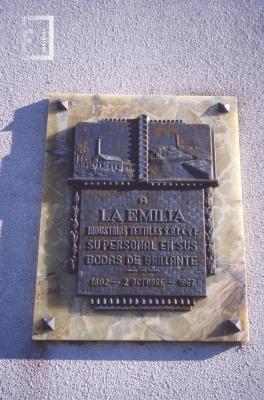 A
LA EMILIA
INDUSTRIAS TEXTILES S.A.I.C.V.F.
SU PERSONAL EN SUS
BODAS DE BRILLANTE
1892 - 2 OCTUBRE - 1967